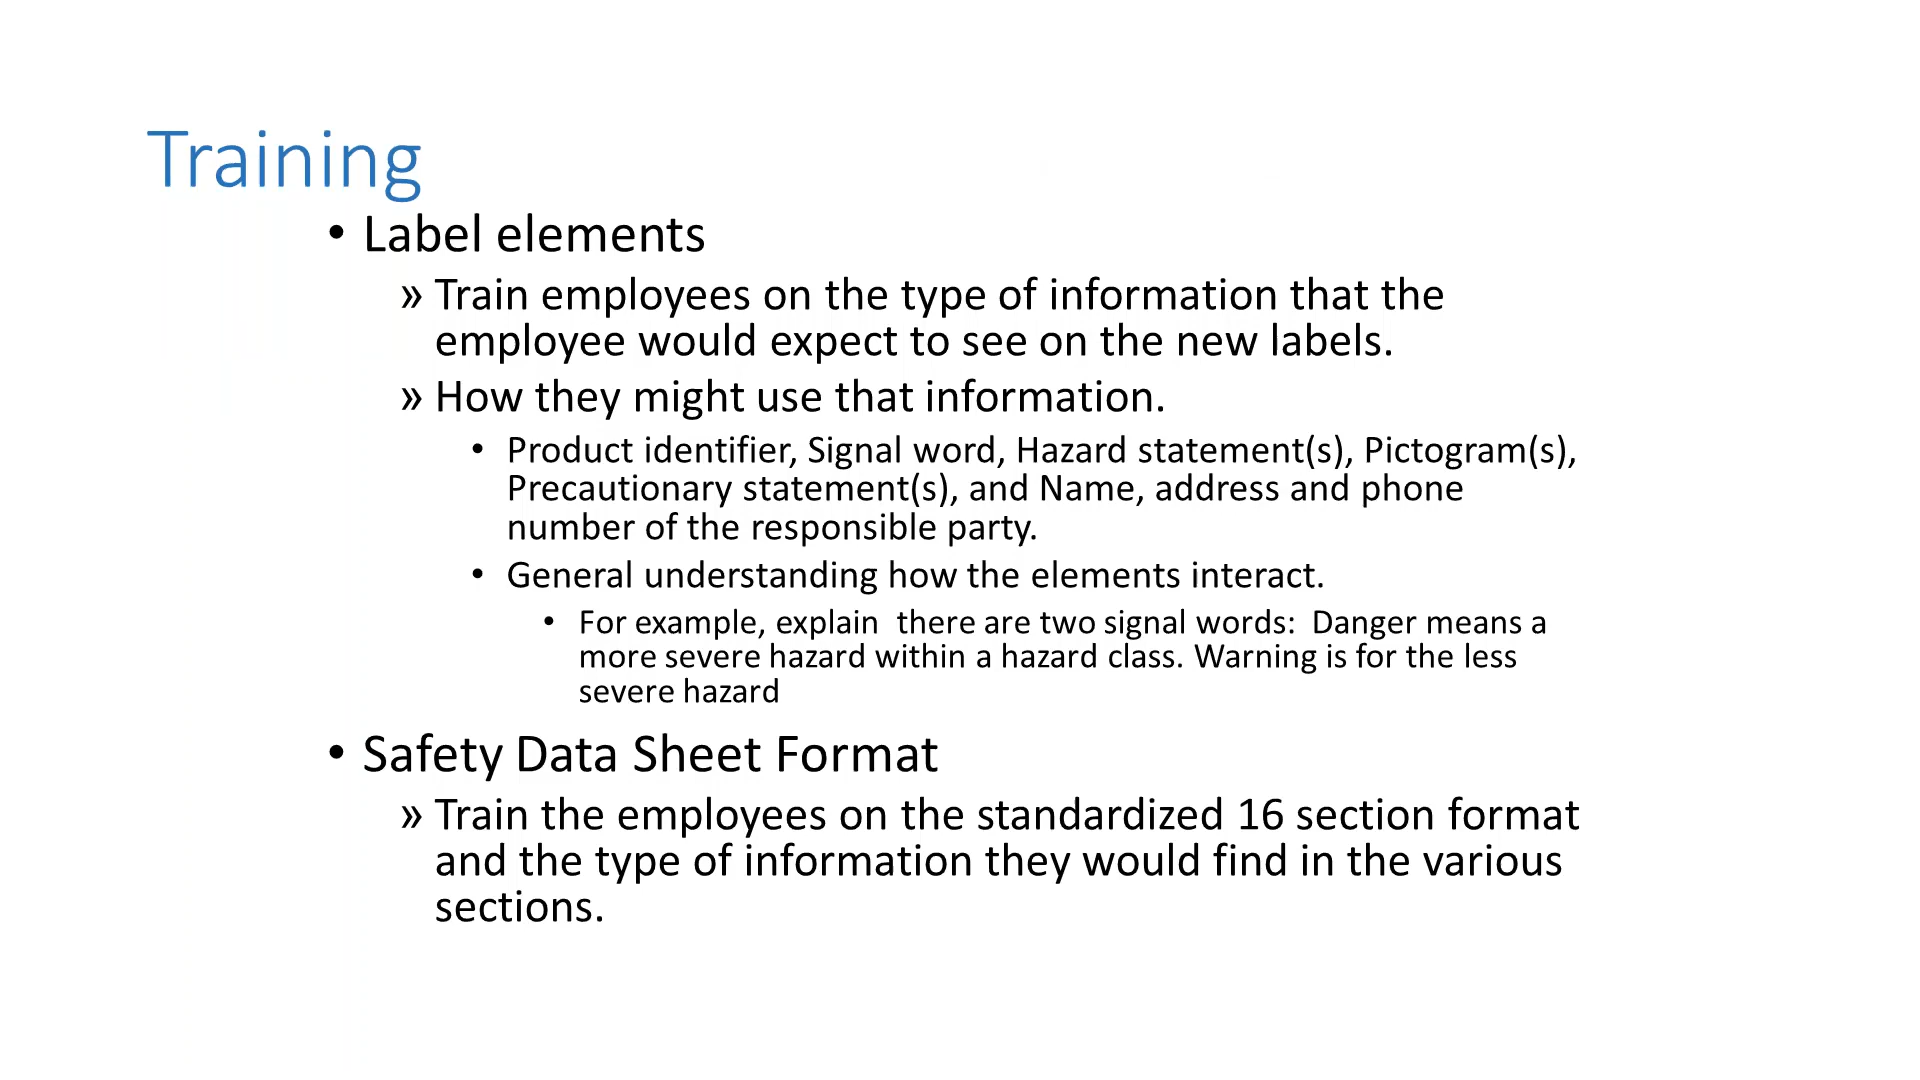 Training
• Label elements
» Train employees on the type of information that the
employee would expect to see on the new labels.
» How they might use that information.
• Product identifier, Signal word, Hazard statement(s), Pictogram(s),
Precautionary statement(s), and Name, address and phone
number of the responsible party.
• General understanding how the elements interact.
• For example, explain  there are two signal words:  Danger means a
more severe hazard within a hazard class. Warning is for the less
severe hazard
• Safety Data Sheet Format
» Train the employees on the standardized 16 section format
and the type of information they would find in the various
sections.